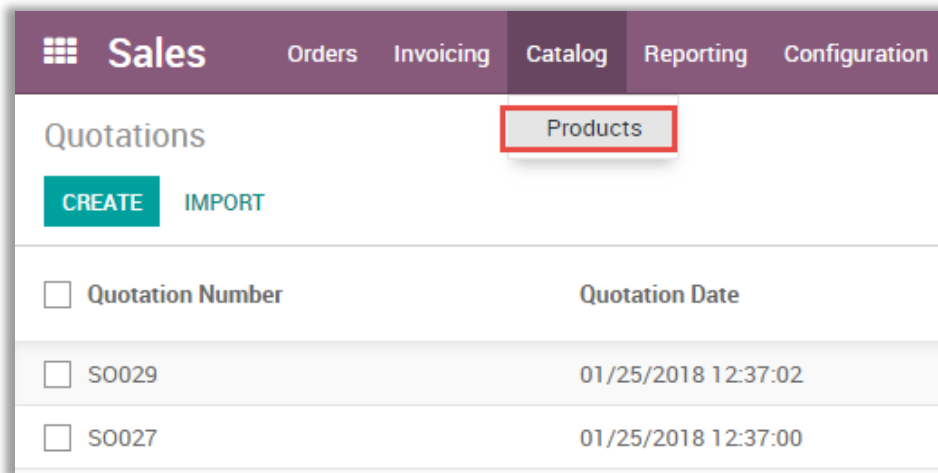 Sales Orders Invoicing Catalog Reporting Configuration
Products
Quotations
CREATE IMPORT
Quotation Number Quotation Date
SO029 01/25/2018 12:37:02
SO027 01/25/2018 12:37:00